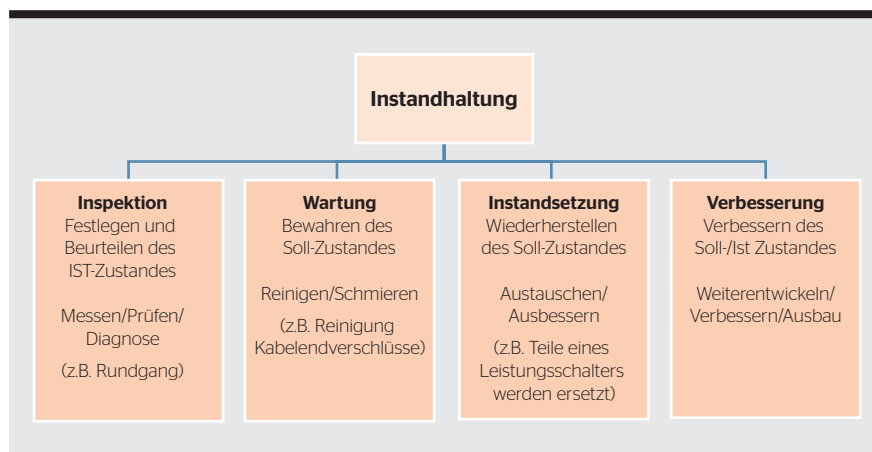 Instandhaltung
Inspektion
Festlegen und
Beurteilen des
IST-Zustandes
Messen/Prüfen/
Diagnose
(z.B. Rundgang)
Wartung
Bewahren des
Soll-Zustandes
Reinigen/Schmieren
(z.B. Reinigung
Kabelendverschlüsse)
Instandsetzung
Wiederherstellen
des Soll-Zustandes
Austauschen/
Ausbessern
(z.B. Teile eines
Leistungsschalters
werden ersetzt)
Verbesserung
Verbessern des
Soll-/Ist Zustandes
Weiterentwickeln/
Verbessern/Ausbau